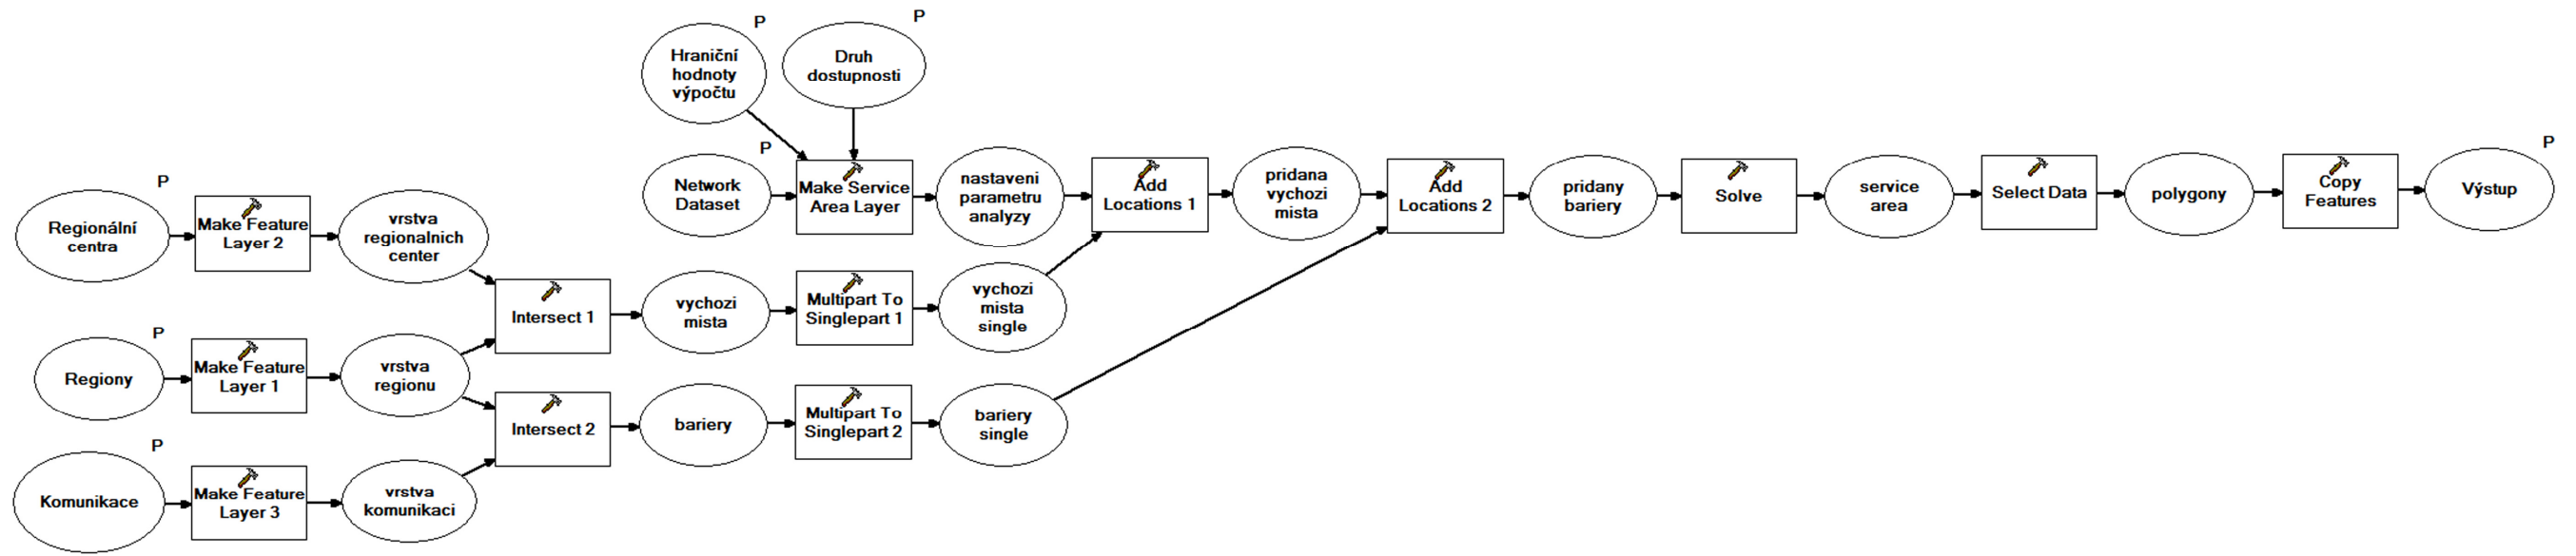 P
Hraniční
hodnoty
výpočtu
P
Druh
dostupnosti
P
Network
Dataset
Make Service
Area Layer
nastaveni
parametru
analyzy
Add
Locations 1
pridana
vychozi
mista
Add
Locations 2
pridany
bariery
Solve
service
area
Select Data
polygony
Copy
Features
P
Výstup
P
Regionální
centra
Make Feature
Layer 2
vrstva
regionalnich
center
Intersect 1
vychozi
mista
Multipart To
Singlepart 1
vychozi
mista
single
P
Regiony
Make Feature
Layer 1
vrstva
regionu
Intersect 2
bariery
Multipart To
Singlepart 2
bariery
single
P
Komunikace
Make Feature
Layer 3
vrstva
komunikaci